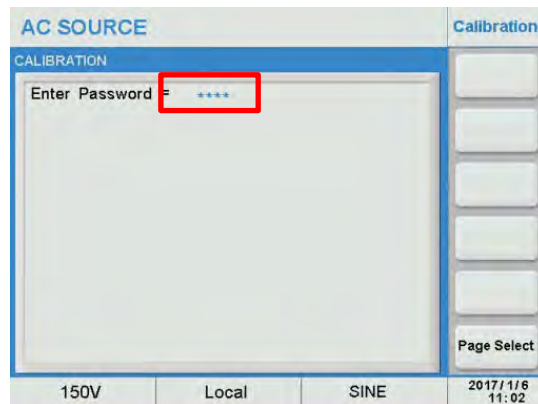 AC SOURCE
Calibration
CALIBRATION
Enter Password = ****
Page Select
150V
Local
SINE
2017/1/6
11:02